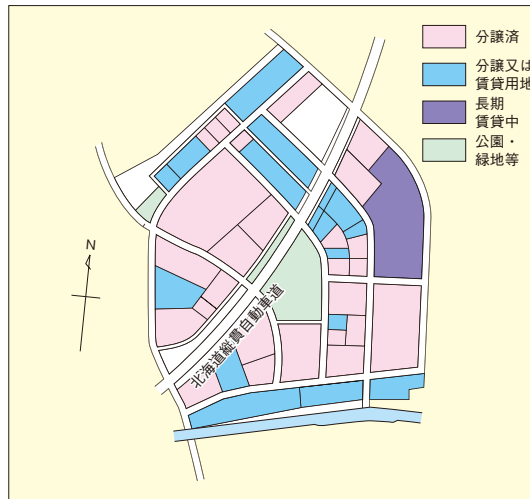 分譲済
分譲又は
賃貸用地
長期
賃貸中
公園・
緑地等
N
北海道縦貫自動車道